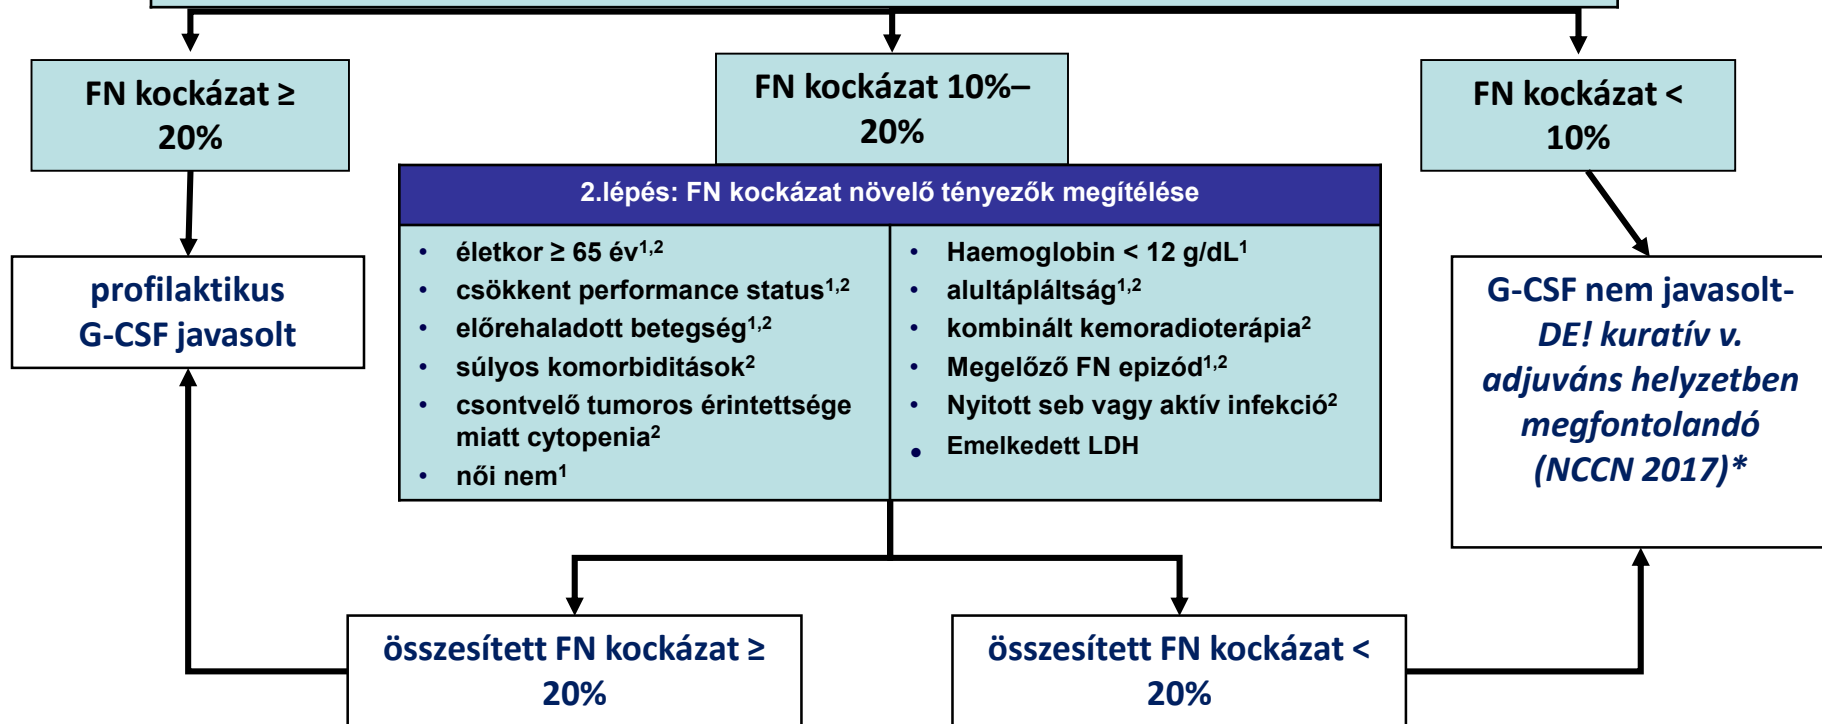 FN kockázat ≥
20%
FN kockázat 10%–
20%
FN kockázat <
10%
2.lépés: FN kockázat növelő tényezők megítélése
• életkor ≥ 65 év1,2
• csökkent performance status1,2
• előrehaladott betegség1,2
• súlyos komorbiditások2
• csontvelő tumoros érintettsége
miatt cytopenia2
• női nem1
• Haemoglobin < 12 g/dL1
• alultápláltság1,2
• kombinált kemoradioterápia2
• Megelőző FN epizód1,2
• Nyitott seb vagy aktív infekció2
• Emelkedett LDH
profilaktikus
G-CSF javasolt
G-CSF nem javasolt-
DE! kuratív v.
adjuváns helyzetben
megfontolandó
(NCCN 2017)*
összesített FN kockázat ≥
20%
összesített FN kockázat <
20%